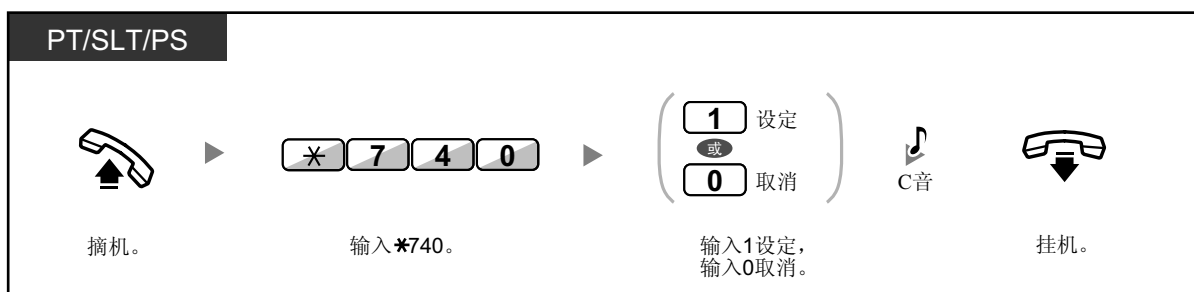 PT/SLT/PS
1 设定
或
* 7 4 0
0 取消
C音
摘机。
输入*740。
输入1设定，
输入0取消。
挂机。